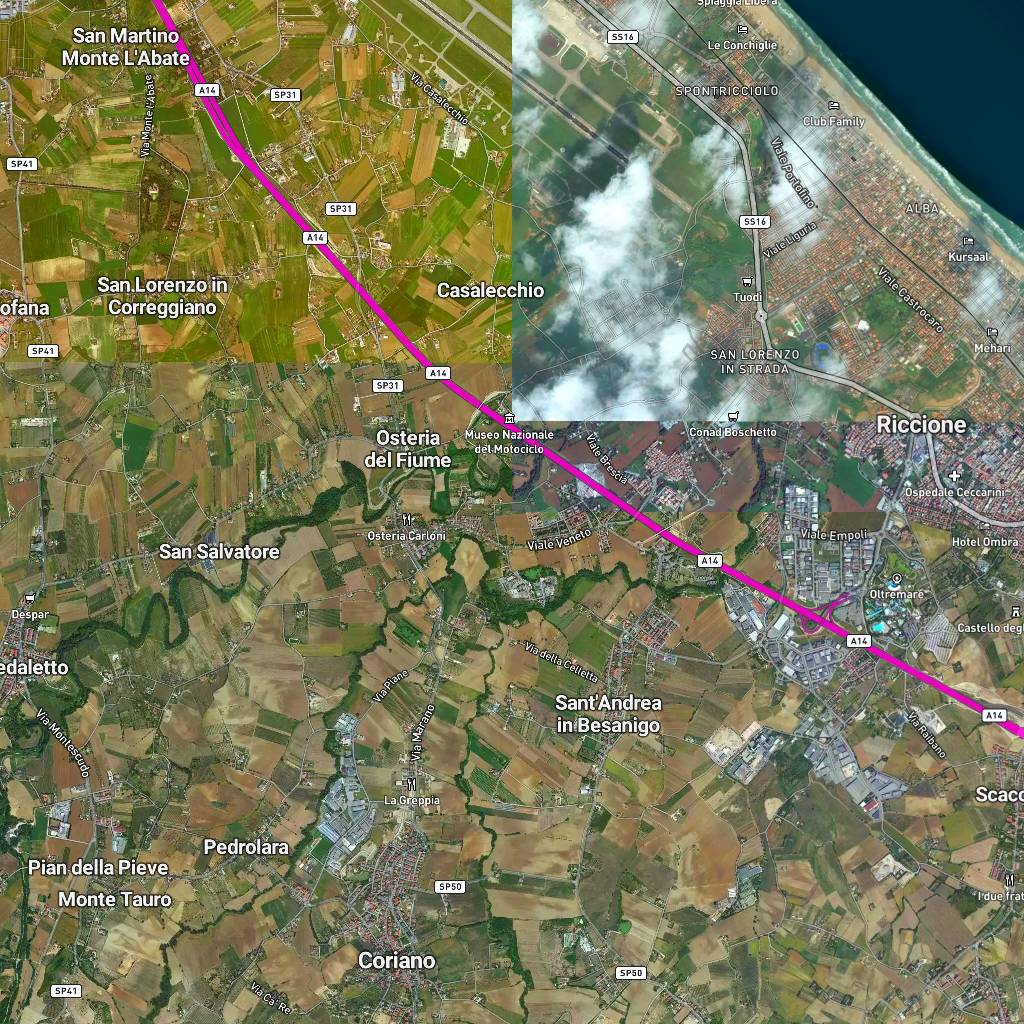 Spiaggia Libera
San Martino
Monte L'Abate
SS16
Le Conchiglie
A14
SP31
Via Casalecchio
SPONTRICCIOLO
Via Monte l'Abate
Club Family
SP41
Viale Portofino
SP31
ALBA
SS16
A14
Viale Liguria
Kursaal
San Lorenzo in
Correggiano
Casalecchio
Tuodì
Viale Castrocaro
ofana
Mehari
SP41
SAN LORENZO
IN STRADA
A14
SP31
Riccione
Museo Nazionale
del Motociclo
Conad Boschetto
Osteria
del Fiume
Viale Brescia
Ospedale Ceccarini
Osteria Carloni
Viale Veneto
Viale Empoli
Hotel Ombra
San Salvatore
A14
Oltremare
Despar
Castello degl
A14
edaletto
Via della Celletta
Via Piane
Sant'Andrea
in Besanigo
A14
Via Montescudo
Via Marano
Via Raibano
La Greppia
Scacc
Pedrolara
Pian della Pieve
SP50
I due frat
Monte Tauro
Coriano
SP50
SP41
Via Ca' Re